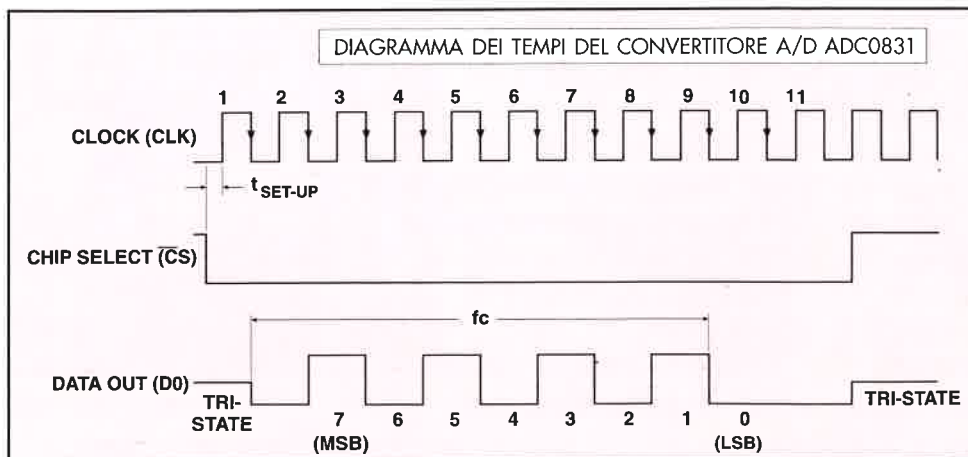 DIAGRAMMA DEI TEMPI DEL CONVERTITORE A/D ADC0831
1 2 3 4 5 6 7 8 9 10 11
CLOCK (CLK)
t SET-UP
CHIP SELECT (C̅S)
fc
DATA OUT (D0)
TRI-
STATE
TRI-STATE
7 6 5 4 3 2 1 0
(MSB) (LSB)